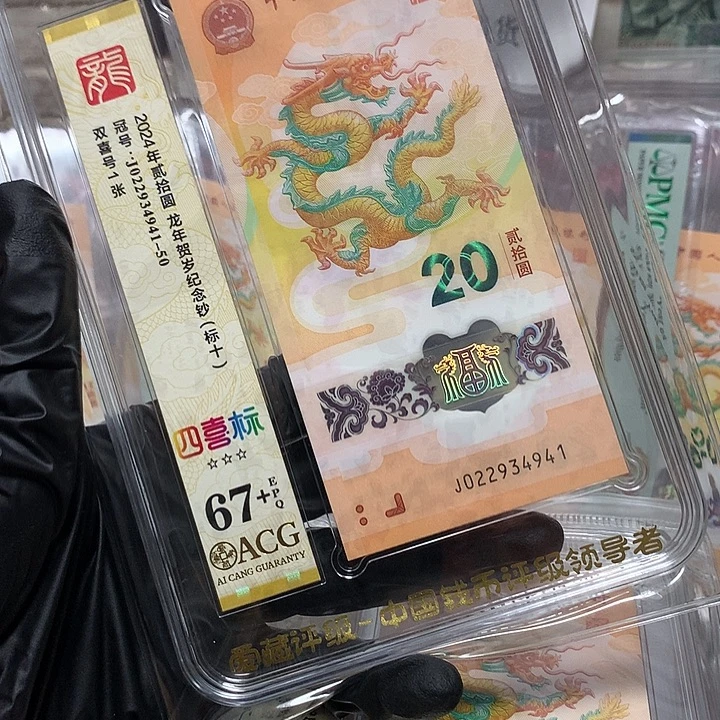 龍
2024年贰拾圆 龙年贺岁纪念钞(标十)
冠号:J022934941-50
双喜号1张
四喜标
☆☆☆
67+EPQ
ACG
AI CANG GUARANTY
20
贰拾圆
J022934941
爱藏评级-中国钱币评级领导者
PMG